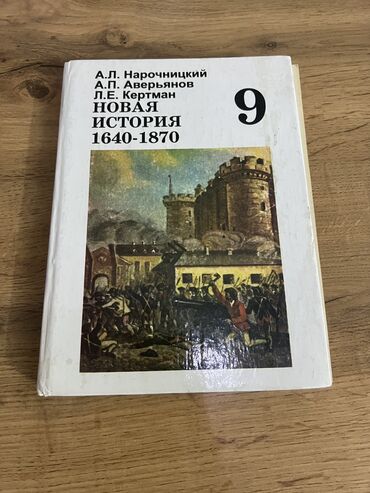 А.Л. Нарочницкий
А.П. Аверьянов
Л.Е. Кертман
НОВАЯ
ИСТОРИЯ
1640-1870
9